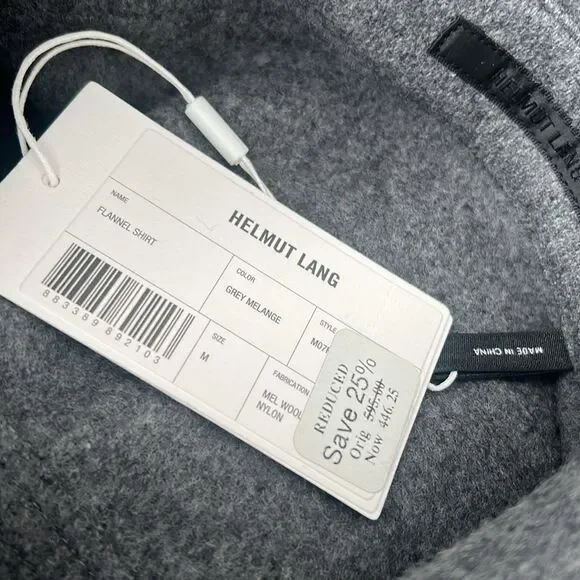 HELMUT LANG
NAME
FLANNEL SHIRT
COLOR
GREY MELANGE
STYLE
883389892103
SIZE
M
FABRICATION
MEL WOOL
NYLON
REDUCED
Save 25%
Orig 595.00
Now 446.25
HELMUT LANG
MADE IN CHINA